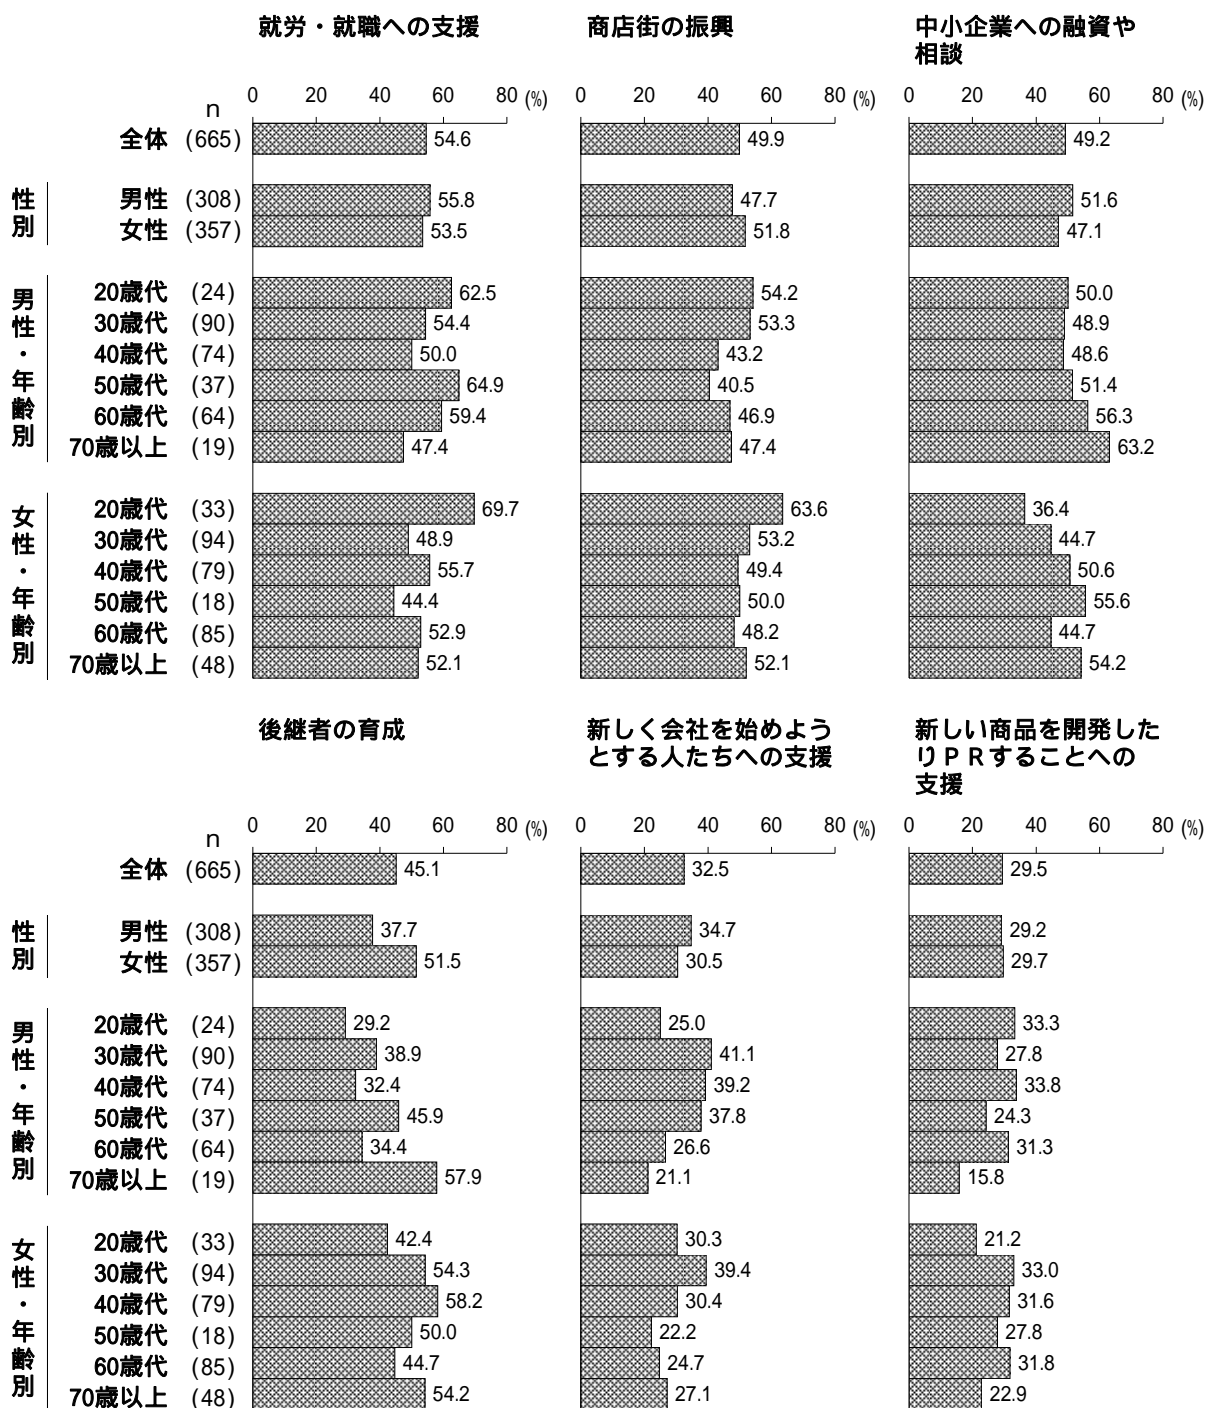 就労・就職への支援 商店街の振興 中小企業への融資や
相談
n 0 20 40 60 80 (%) 0 20 40 60 80 (%) 0 20 40 60 80 (%)
全体 (665) 54.6 49.9 49.2
性別
男性 (308) 55.8 47.7 51.6
女性 (357) 53.5 51.8 47.1
男性・年齢別
20歳代 (24) 62.5 54.2 50.0
30歳代 (90) 54.4 53.3 48.9
40歳代 (74) 50.0 43.2 48.6
50歳代 (37) 64.9 40.5 51.4
60歳代 (64) 59.4 46.9 56.3
70歳以上 (19) 47.4 47.4 63.2
女性・年齢別
20歳代 (33) 69.7 63.6 36.4
30歳代 (94) 48.9 53.2 44.7
40歳代 (79) 55.7 49.4 50.6
50歳代 (18) 44.4 50.0 55.6
60歳代 (85) 52.9 48.2 44.7
70歳以上 (48) 52.1 52.1 54.2
後継者の育成 新しく会社を始めよう 新しい商品を開発した
とする人たちへの支援 りＰＲすることへの
支援
n 0 20 40 60 80 (%) 0 20 40 60 80 (%) 0 20 40 60 80 (%)
全体 (665) 45.1 32.5 29.5
性別
男性 (308) 37.7 34.7 29.2
女性 (357) 51.5 30.5 29.7
男性・年齢別
20歳代 (24) 29.2 25.0 33.3
30歳代 (90) 38.9 41.1 27.8
40歳代 (74) 32.4 39.2 33.8
50歳代 (37) 45.9 37.8 24.3
60歳代 (64) 34.4 26.6 31.3
70歳以上 (19) 57.9 21.1 15.8
女性・年齢別
20歳代 (33) 42.4 30.3 21.2
30歳代 (94) 54.3 39.4 33.0
40歳代 (79) 58.2 30.4 31.6
50歳代 (18) 50.0 22.2 27.8
60歳代 (85) 44.7 24.7 31.8
70歳以上 (48) 54.2 27.1 22.9